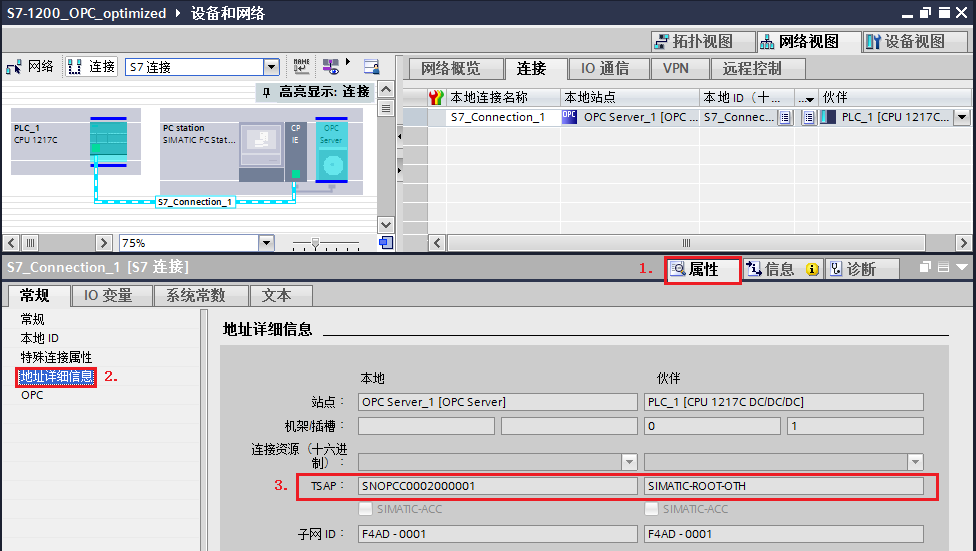 S7-1200_OPC_optimized ▸ 设备和网络
拓扑视图 网络视图 设备视图
网络 连接 S7 连接
高亮显示: 连接
PLC_1
CPU 1217C
PC station
SIMATIC PC Stat...
CP
IE
OPC
Server
S7_Connection_1
75%
网络概览 连接 IO 通信 VPN 远程控制
本地连接名称 本地站点 本地 ID（十... ... 伙伴
S7_Connection_1 OPC OPC Server_1 [OPC ... S7_Connec... PLC_1 [CPU 1217C...
S7_Connection_1 [S7 连接]
1. 属性 信息 诊断
常规 IO 变量 系统常数 文本
常规
本地 ID
特殊连接属性
地址详细信息 2.
OPC
地址详细信息
本地 伙伴
站点： OPC Server_1 [OPC Server] PLC_1 [CPU 1217C DC/DC/DC]
机架/插槽： 0 1
连接资源（十六进
制）：
3. TSAP： SNOPCC0002000001 SIMATIC-ROOT-OTH
SIMATIC-ACC SIMATIC-ACC
子网 ID： F4AD - 0001 F4AD - 0001